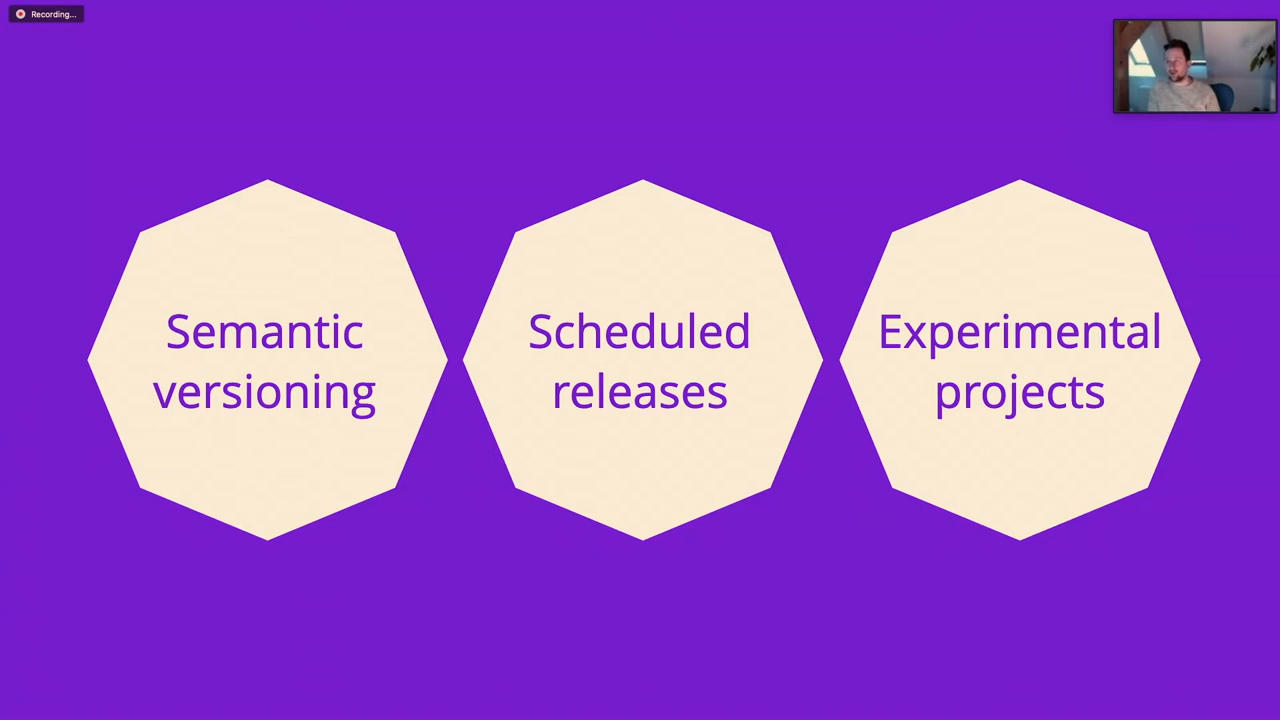 Recording...
Semantic
versioning
Scheduled
releases
Experimental
projects